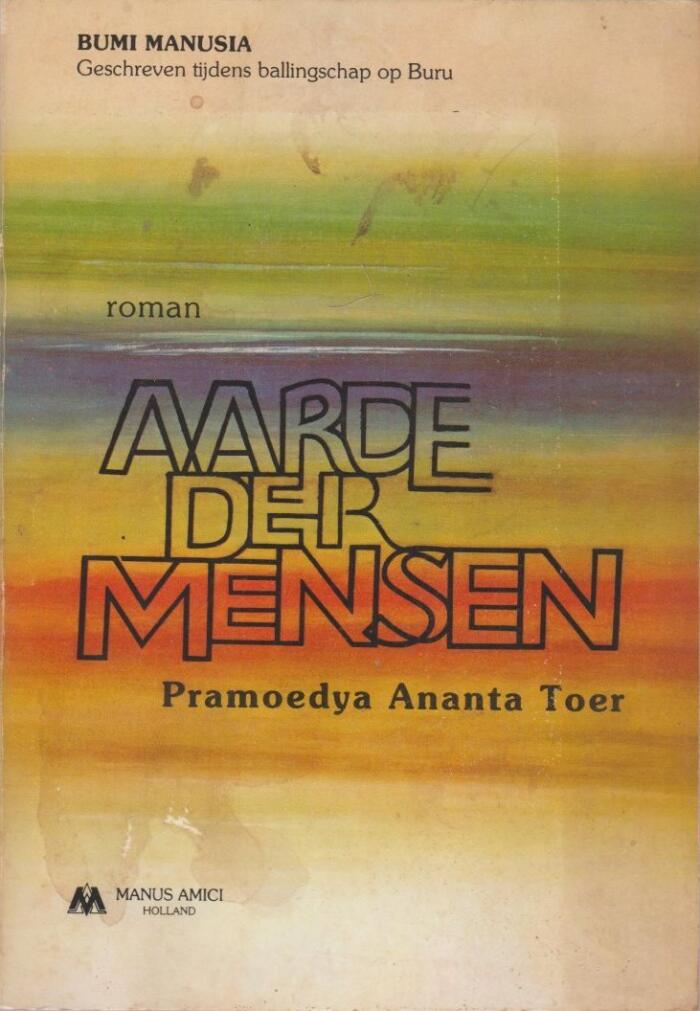 BUMI MANUSIA
Geschreven tijdens ballingschap op Buru
roman
AARDE
DER
MENSEN
Pramoedya Ananta Toer
MANUS AMICI
HOLLAND